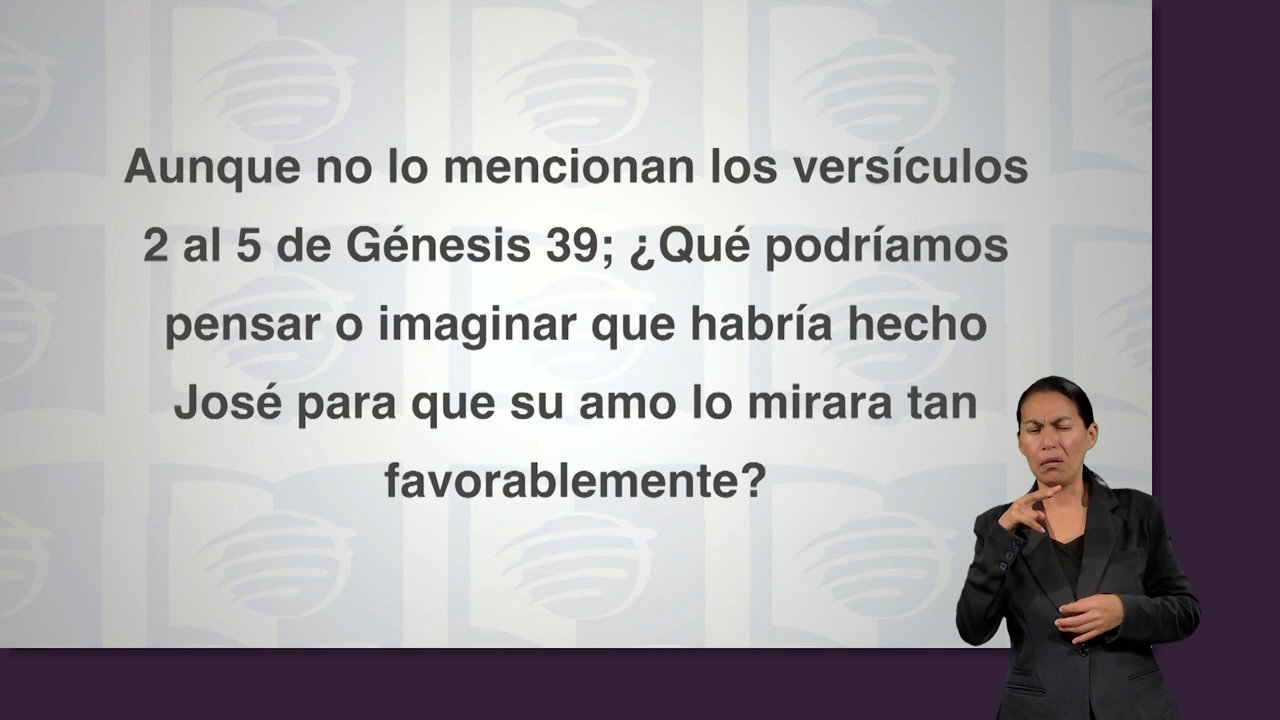 Aunque no lo mencionan los versículos
2 al 5 de Génesis 39; ¿Qué podríamos
pensar o imaginar que habría hecho
José para que su amo lo mirara tan
favorablemente?